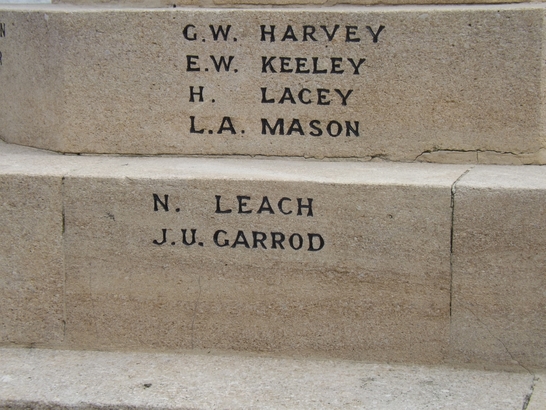 G.W. HARVEY
E.W. KEELEY
H. LACEY
L.A. MASON
N. LEACH
J.U. GARROD